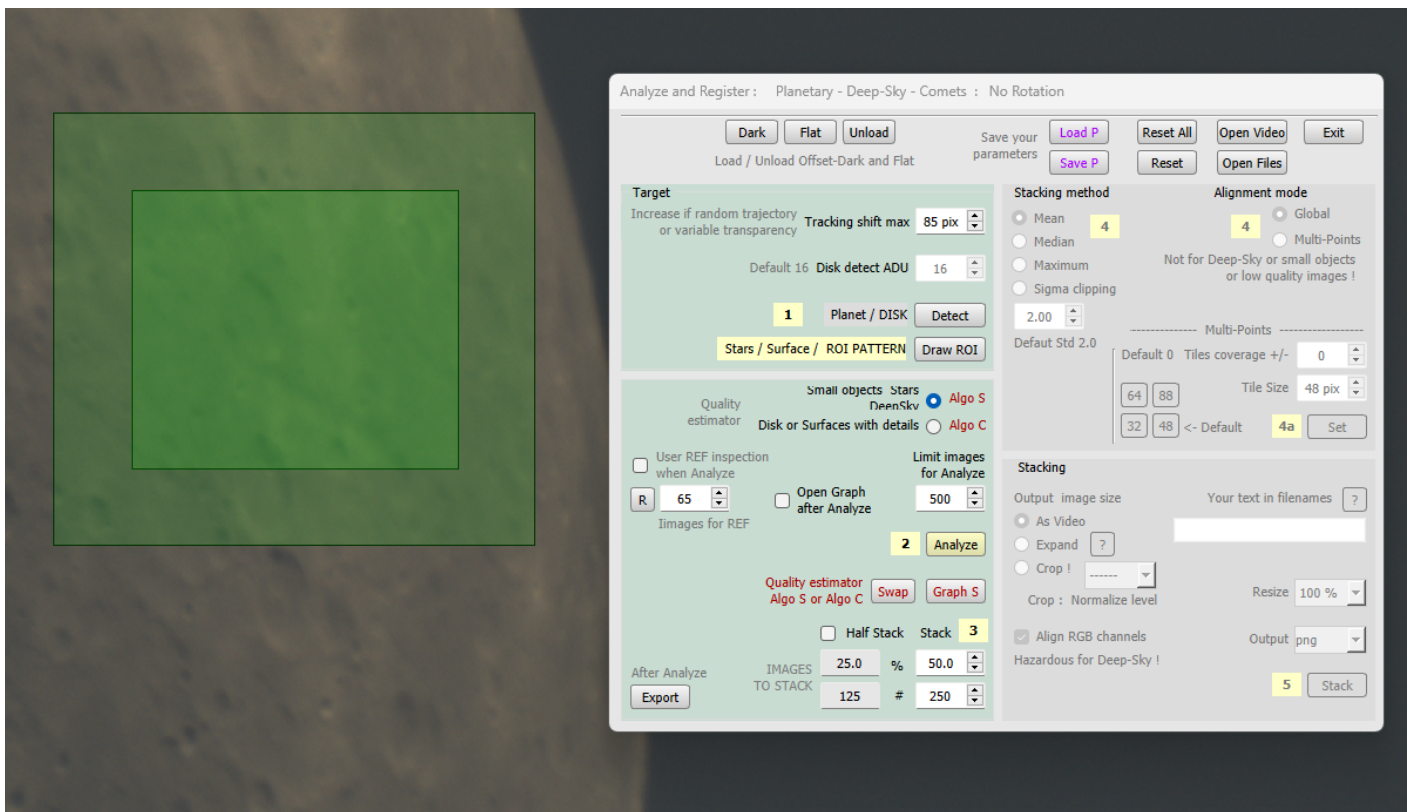 Analyze and Register :    Planetary - Deep-Sky - Comets  :  No Rotation
Dark Flat Unload
Load / Unload Offset-Dark and Flat
Save your parameters
Load P
Save P
Reset All
Reset
Open Video
Open Files
Exit
Target
Increase if random trajectory
or variable transparency
Tracking shift max 85 pix
Default 16 Disk detect ADU 16
1 Planet / DISK Detect
Stars / Surface /  ROI PATTERN Draw ROI
Quality
estimator
Small objects  Stars
DeepSky
Algo S
Disk or Surfaces with details Algo C
User REF inspection
when Analyze
Limit images
for Analyze
R 65
Iimages for REF
Open Graph
after Analyze
500
2 Analyze
Quality estimator
Algo S or Algo C
Swap Graph S
Half Stack Stack 3
After Analyze
Export
IMAGES
TO STACK
25.0 % 50.0
125 # 250
Stacking method
Mean
Median
Maximum
Sigma clipping
4
2.00
Defaut Std 2.0
Alignment mode
4
Global
Multi-Points
Not for Deep-Sky or small objects
or low quality images !
--------------- Multi-Points -------------------
Default 0 Tiles coverage +/- 0
Tile Size 48 pix
64 88
32 48 <- Default 4a Set
Stacking
Output  image size
As Video
Expand ?
Crop ! ------
Crop :  Normalize level
Your text in filenames ?
Resize 100 %
Align RGB channels
Hazardous for Deep-Sky !
Output png
5 Stack